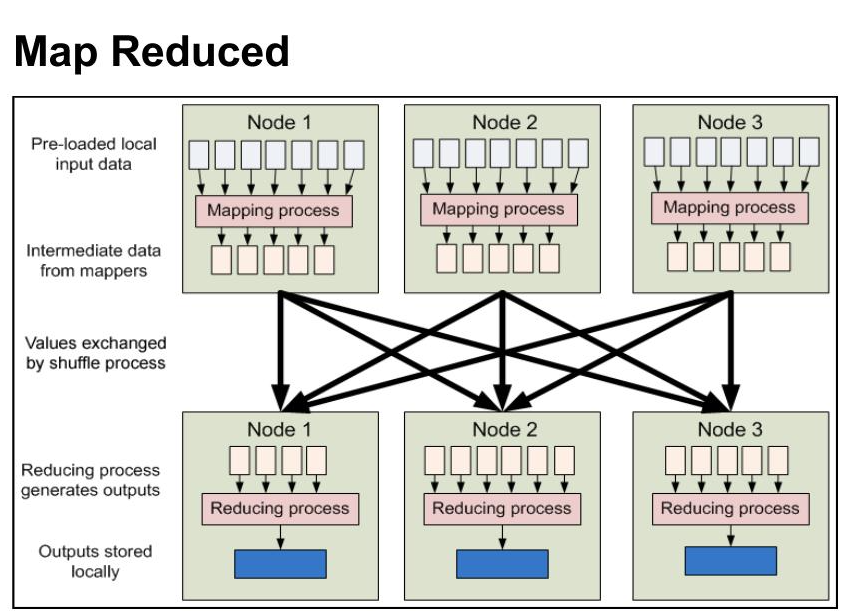 Map Reduced
Node 1
Node 2
Node 3
Pre-loaded local
input data
Mapping process
Mapping process
Mapping process
Intermediate data
from mappers
Values exchanged
by shuffle process
Node 1
Node 2
Node 3
Reducing process
generates outputs
Reducing process
Reducing process
Reducing process
Outputs stored
locally